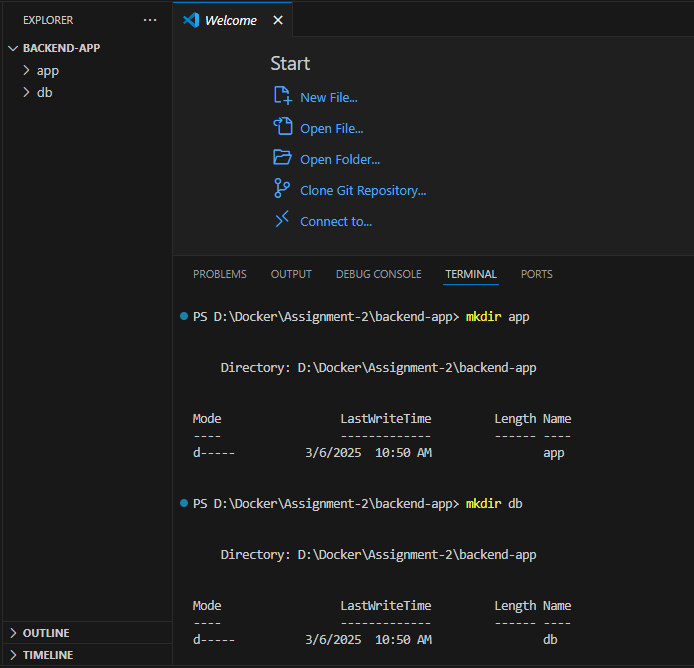 EXPLORER
···
BACKEND-APP
app
db
OUTLINE
TIMELINE
Welcome
Start
New File...
Open File...
Open Folder...
Clone Git Repository...
Connect to...
PROBLEMS OUTPUT DEBUG CONSOLE TERMINAL PORTS
PS D:\Docker\Assignment-2\backend-app> mkdir app
Directory: D:\Docker\Assignment-2\backend-app
Mode LastWriteTime Length Name
---- ------------- ------ ----
d----- 3/6/2025 10:50 AM app
PS D:\Docker\Assignment-2\backend-app> mkdir db
Directory: D:\Docker\Assignment-2\backend-app
Mode LastWriteTime Length Name
---- ------------- ------ ----
d----- 3/6/2025 10:50 AM db